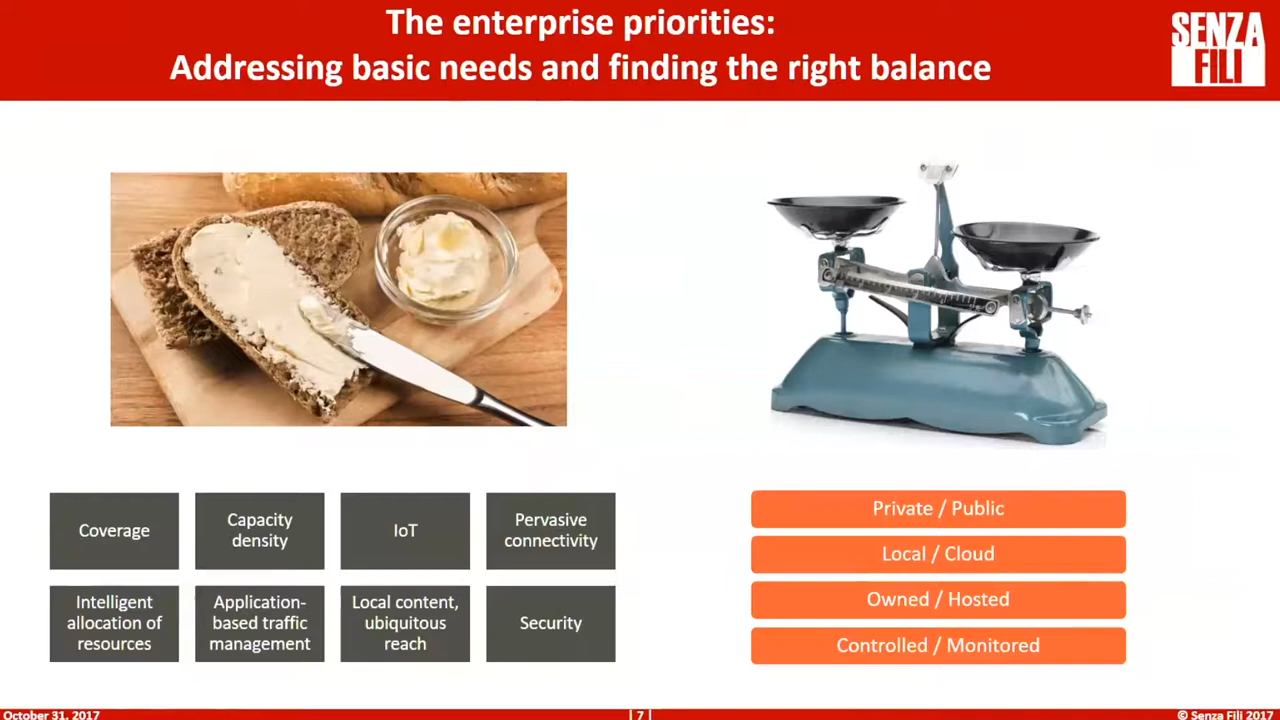 The enterprise priorities:
Addressing basic needs and finding the right balance
SENZA
FILI
Coverage
Capacity
density
IoT
Pervasive
connectivity
Intelligent
allocation of
resources
Application-
based traffic
management
Local content,
ubiquitous
reach
Security
Private / Public
Local / Cloud
Owned / Hosted
Controlled / Monitored
October 31, 2017
| 7 |
© Senza Fili 2017